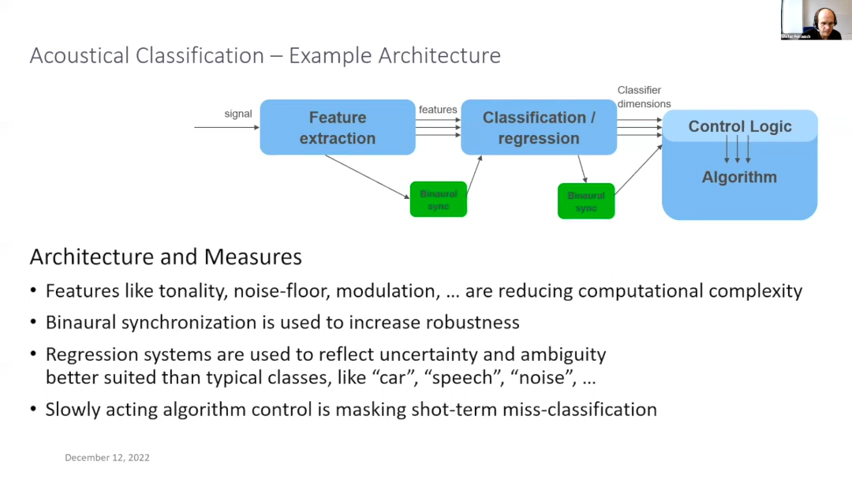 Acoustical Classification – Example Architecture
signal
Feature
extraction
features
Classification /
regression
Classifier
dimensions
Control Logic
Algorithm
Binaural
sync
Binaural
sync
Architecture and Measures
• Features like tonality, noise-floor, modulation, ... are reducing computational complexity
• Binaural synchronization is used to increase robustness
• Regression systems are used to reflect uncertainty and ambiguity
better suited than typical classes, like “car”, “speech”, “noise”, ...
• Slowly acting algorithm control is masking shot-term miss-classification
December 12, 2022